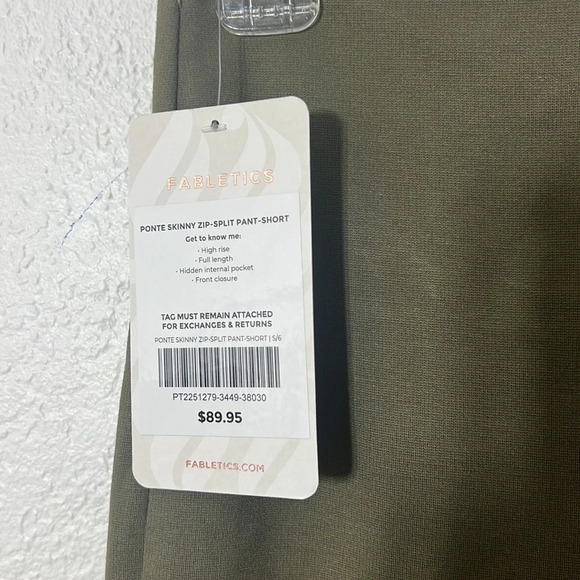 FABLETICS
PONTE SKINNY ZIP-SPLIT PANT-SHORT
Get to know me:
• High rise
• Full length
• Hidden internal pocket
• Front closure
TAG MUST REMAIN ATTACHED
FOR EXCHANGES & RETURNS
PONTE SKINNY ZIP-SPLIT PANT-SHORT | S/6
PT2251279-3449-38030
$89.95
FABLETICS.COM